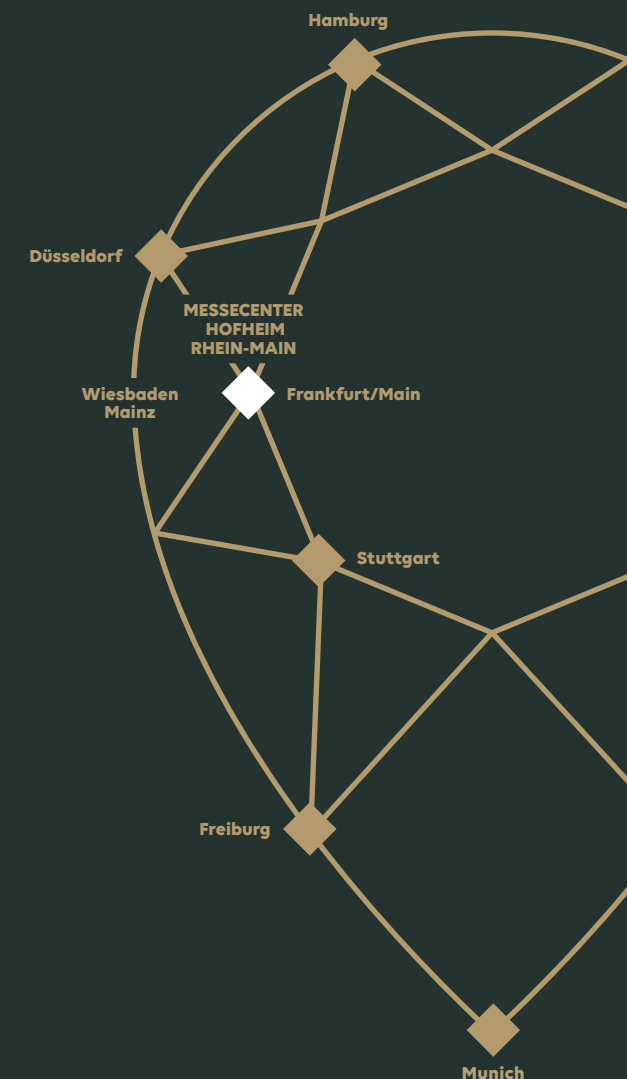 Hamburg
Düsseldorf
MESSECENTER
HOFHEIM
RHEIN-MAIN
Wiesbaden
Mainz
Frankfurt/Main
Stuttgart
Freiburg
Munich